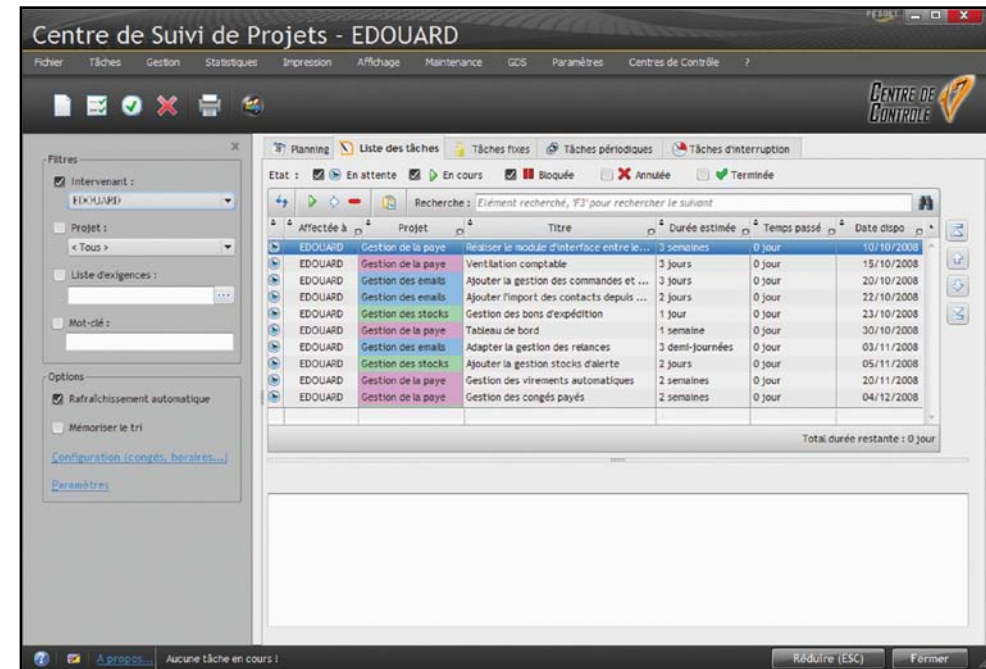 Centre de Suivi de Projets - EDOUARD
Fichier Tâches Gestion Statistiques Impression Affichage Maintenance GDS Paramètres Centres de Contrôle ?
CENTRE DE CONTROLE 17
Filtres
Intervenant :
EDOUARD
Projet :
< Tous >
Liste d'exigences :
...
Mot-clé :
Options
Rafraîchissement automatique
Mémoriser le tri
Configuration (congés, horaires...)
Paramètres
Planning Liste des tâches Tâches fixes Tâches périodiques Tâches d'interruption
Etat : En attente En cours Bloquée Annulée Terminée
Recherche : Elément recherché, 'F3' pour rechercher le suivant
Affectée à Projet Titre Durée estimée Temps passé Date dispo
EDOUARD Gestion de la paye Réaliser le module d'interface entre le... 3 semaines 0 jour 10/10/2008
EDOUARD Gestion de la paye Ventilation comptable 3 jours 0 jour 15/10/2008
EDOUARD Gestion des emails Ajouter la gestion des commandes et ... 3 jours 0 jour 20/10/2008
EDOUARD Gestion des emails Ajouter l'import des contacts depuis ... 2 jours 0 jour 22/10/2008
EDOUARD Gestion des stocks Gestion des bons d'expédition 1 jour 0 jour 23/10/2008
EDOUARD Gestion de la paye Tableau de bord 1 semaine 0 jour 30/10/2008
EDOUARD Gestion des emails Adapter la gestion des relances 3 demi-journées 0 jour 03/11/2008
EDOUARD Gestion des stocks Ajouter la gestion stocks d'alerte 2 jours 0 jour 05/11/2008
EDOUARD Gestion de la paye Gestion des virements automatiques 2 semaines 0 jour 20/11/2008
EDOUARD Gestion de la paye Gestion des congés payés 2 semaines 0 jour 04/12/2008
Total durée restante : 0 jour
A propos... Aucune tâche en cours ! Réduire (ESC) Fermer